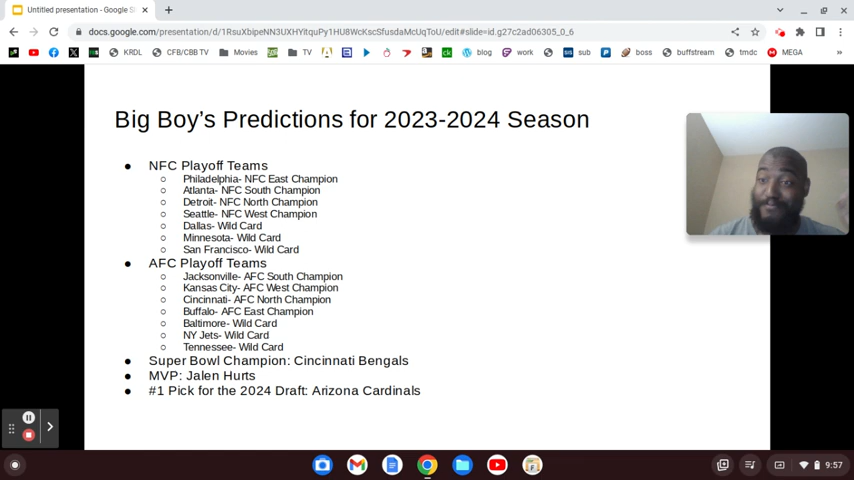 Untitled presentation - Google S
docs.google.com/presentation/d/1RsuXbipeNN3UXHYitquPy1HU8WcKscSfusdaMcUqToU/edit#slide=id.g27c2ad06305_0_6
KRDL
CFB/CBB TV
Movies
TV
blog
work
sub
boss
buffstream
tmdc
MEGA
Big Boy’s Predictions for 2023-2024 Season
● NFC Playoff Teams
○ Philadelphia- NFC East Champion
○ Atlanta- NFC South Champion
○ Detroit- NFC North Champion
○ Seattle- NFC West Champion
○ Dallas- Wild Card
○ Minnesota- Wild Card
○ San Francisco- Wild Card
● AFC Playoff Teams
○ Jacksonville- AFC South Champion
○ Kansas City- AFC West Champion
○ Cincinnati- AFC North Champion
○ Buffalo- AFC East Champion
○ Baltimore- Wild Card
○ NY Jets- Wild Card
○ Tennessee- Wild Card
● Super Bowl Champion: Cincinnati Bengals
● MVP: Jalen Hurts
● #1 Pick for the 2024 Draft: Arizona Cardinals
9:57